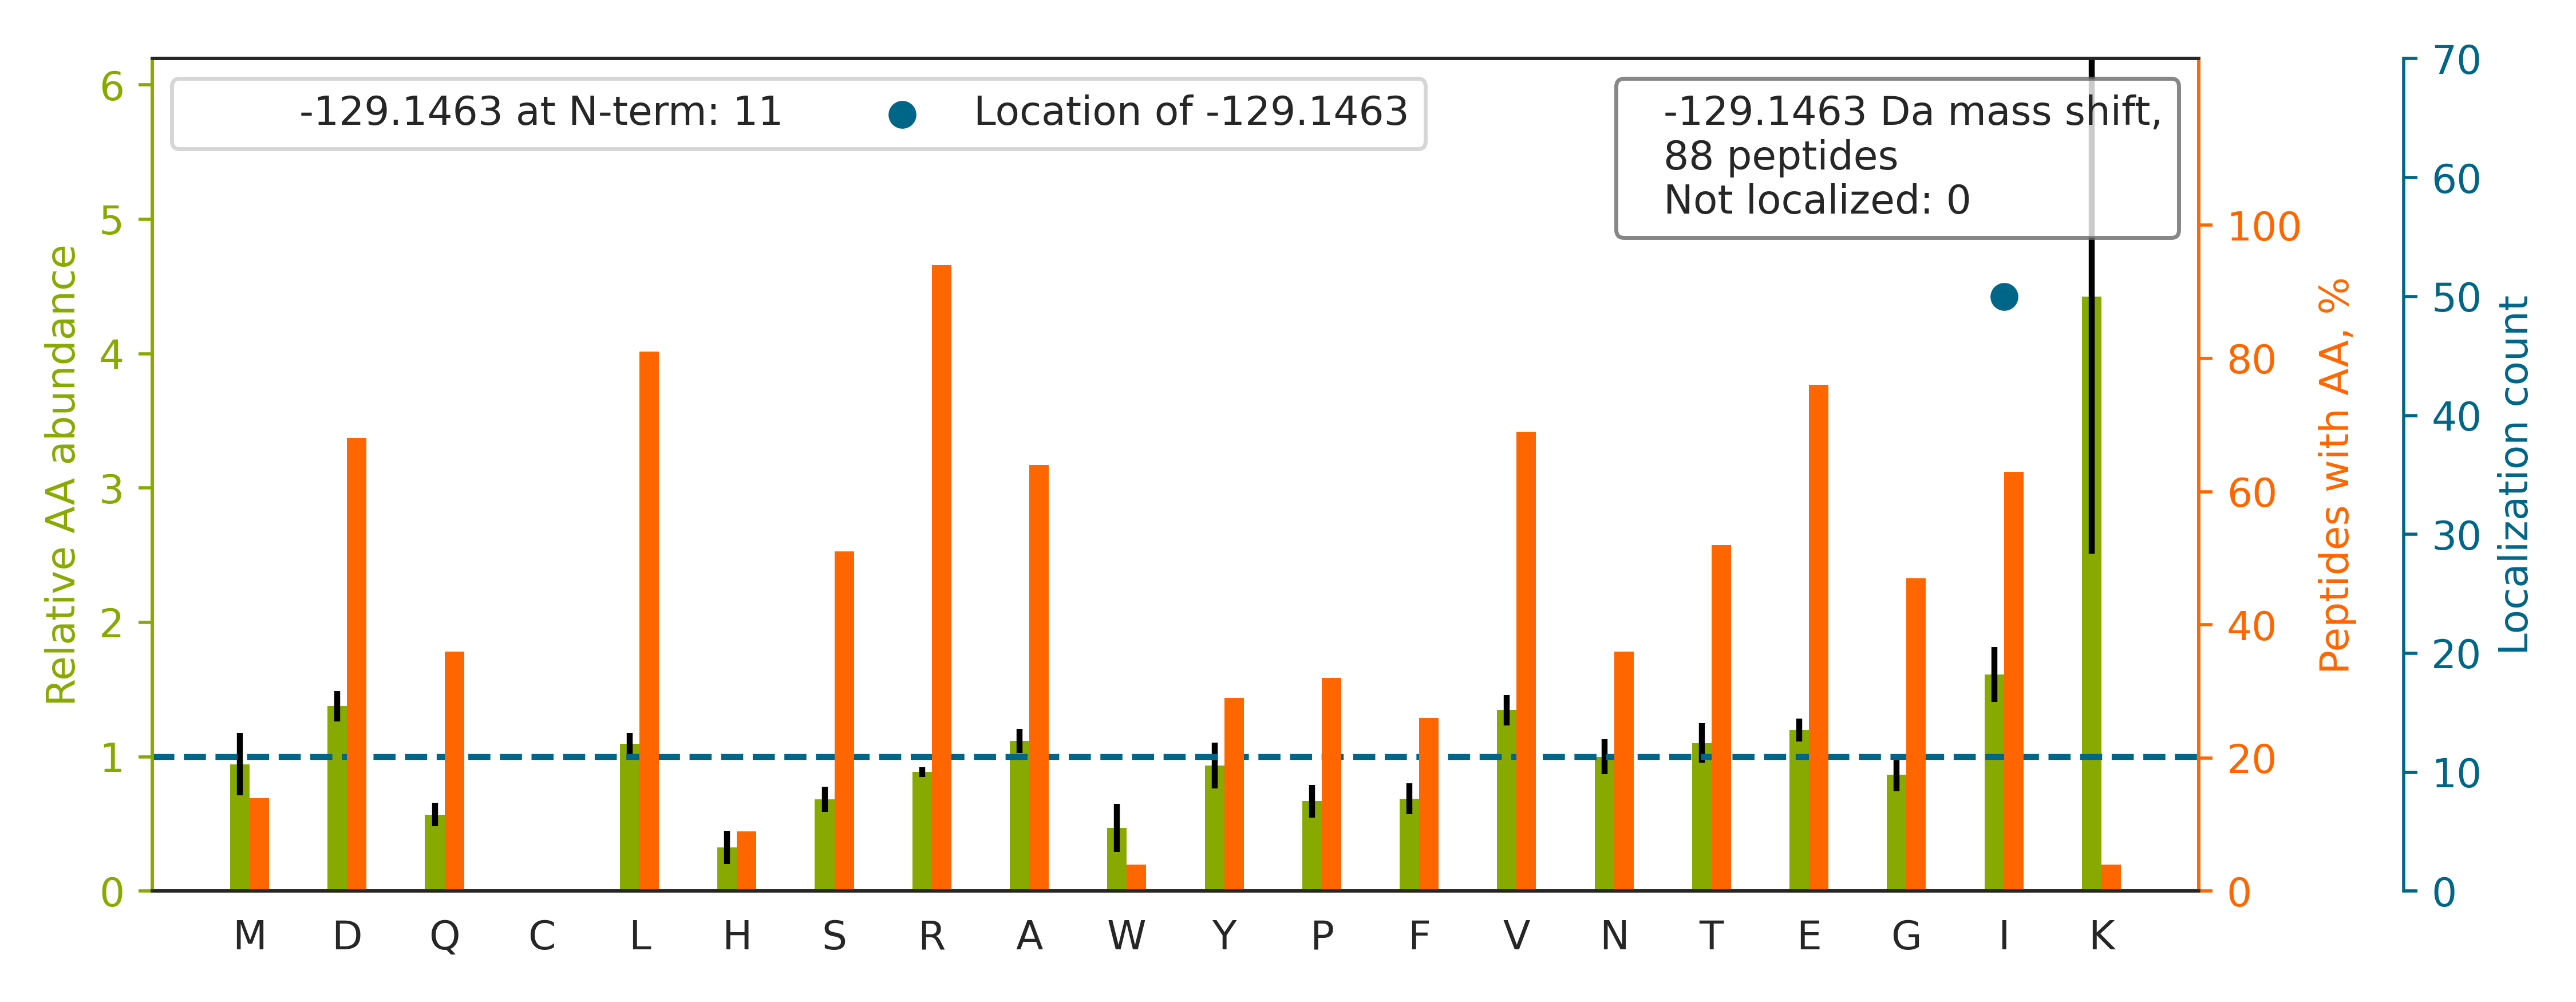 -129.1463 at N-term: 11
Location of -129.1463
-129.1463 Da mass shift,
88 peptides
Not localized: 0
Relative AA abundance
6
5
4
3
2
1
0
M D Q C L H S R A W Y P F V N T E G I K
100
80
60
40
20
0
Peptides with AA, %
70
60
50
40
30
20
10
0
Localization count